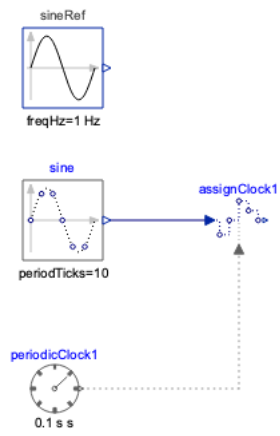 sineRef
freqHz=1 Hz
sine
assignClock1
periodTicks=10
periodicClock1
0.1 s s